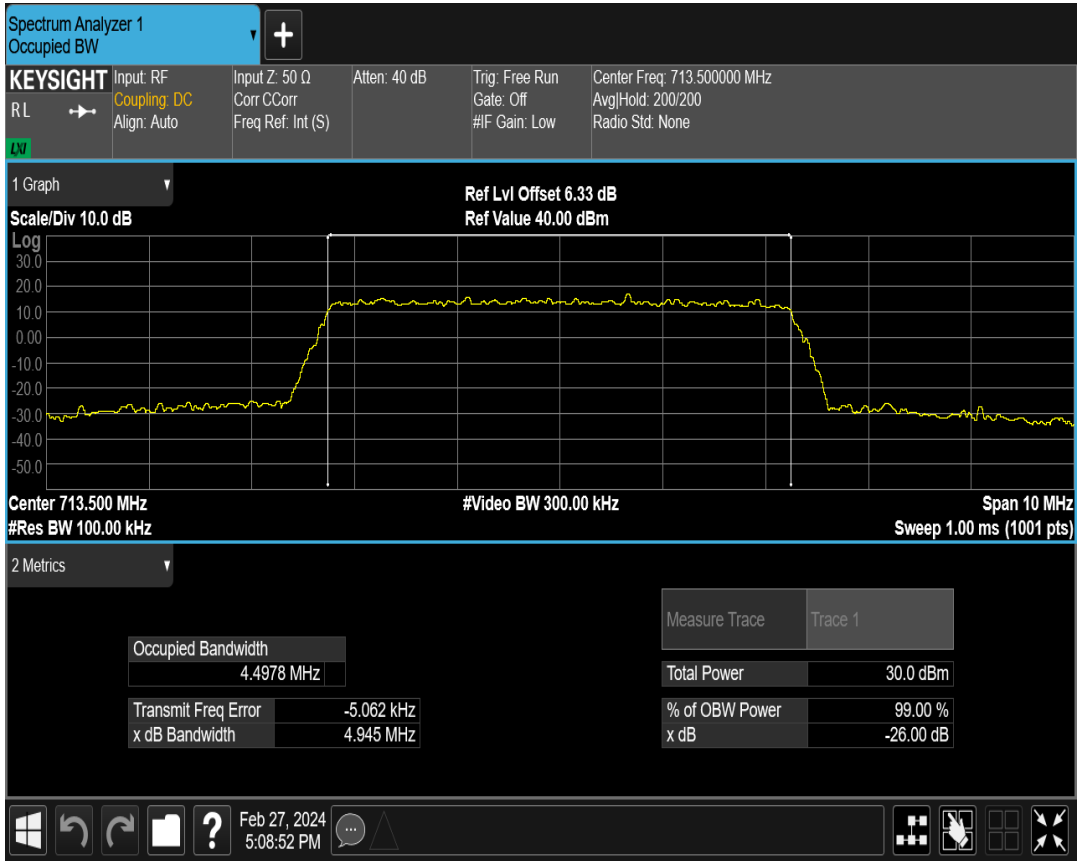 Spectrum Analyzer 1
Occupied BW
KEYSIGHT
R L
LXI
Input: RF
Coupling: DC
Align: Auto
Input Z: 50 Ω
Corr CCorr
Freq Ref: Int (S)
Atten: 40 dB
Trig: Free Run
Gate: Off
#IF Gain: Low
Center Freq: 713.500000 MHz
Avg|Hold: 200/200
Radio Std: None
1 Graph
Scale/Div 10.0 dB
Ref Lvl Offset 6.33 dB
Ref Value 40.00 dBm
Log
30.0
20.0
10.0
0.00
-10.0
-20.0
-30.0
-40.0
-50.0
Center 713.500 MHz
#Video BW 300.00 kHz
Span 10 MHz
#Res BW 100.00 kHz
Sweep 1.00 ms (1001 pts)
2 Metrics
Measure Trace Trace 1
Occupied Bandwidth
4.4978 MHz
Total Power 30.0 dBm
Transmit Freq Error -5.062 kHz
% of OBW Power 99.00 %
x dB Bandwidth 4.945 MHz
x dB -26.00 dB
Feb 27, 2024
5:08:52 PM